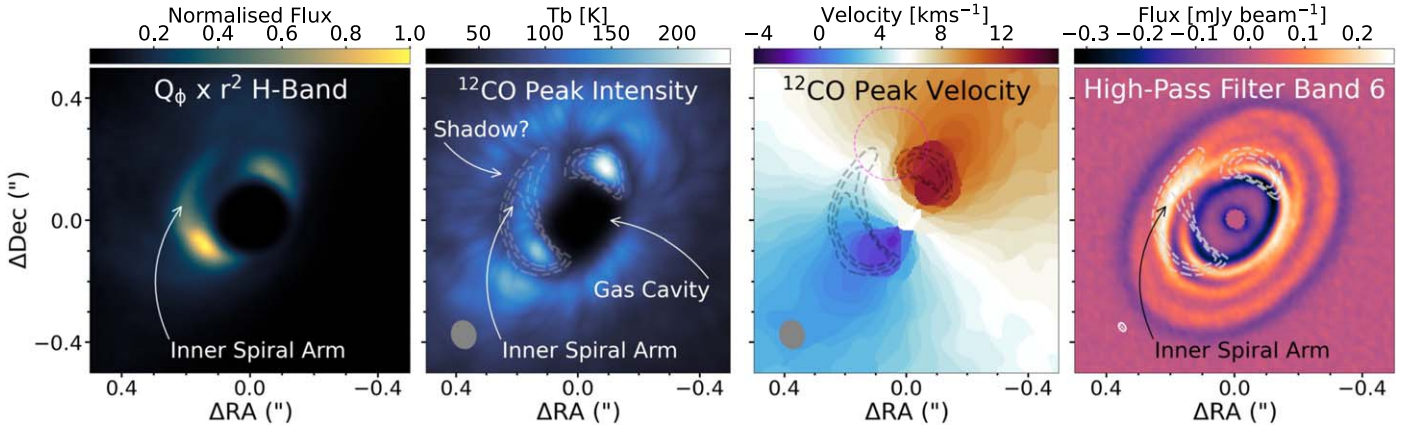 Normalised Flux
0.2 0.4 0.6 0.8 1.0
Tb [K]
50 100 150 200
Velocity [kms⁻¹]
−4 0 4 8 12
Flux [mJy beam⁻¹]
−0.3 −0.2 −0.1 0.0 0.1 0.2
Q_ϕ x r² H-Band
¹²CO Peak Intensity
¹²CO Peak Velocity
High-Pass Filter Band 6
Shadow?
Gas Cavity
Inner Spiral Arm
Inner Spiral Arm
Inner Spiral Arm
ΔDec (")
0.4
0.0
−0.4
0.4 0.0 −0.4
0.4 0.0 −0.4
0.4 0.0 −0.4
0.4 0.0 −0.4
ΔRA (")
ΔRA (")
ΔRA (")
ΔRA (")